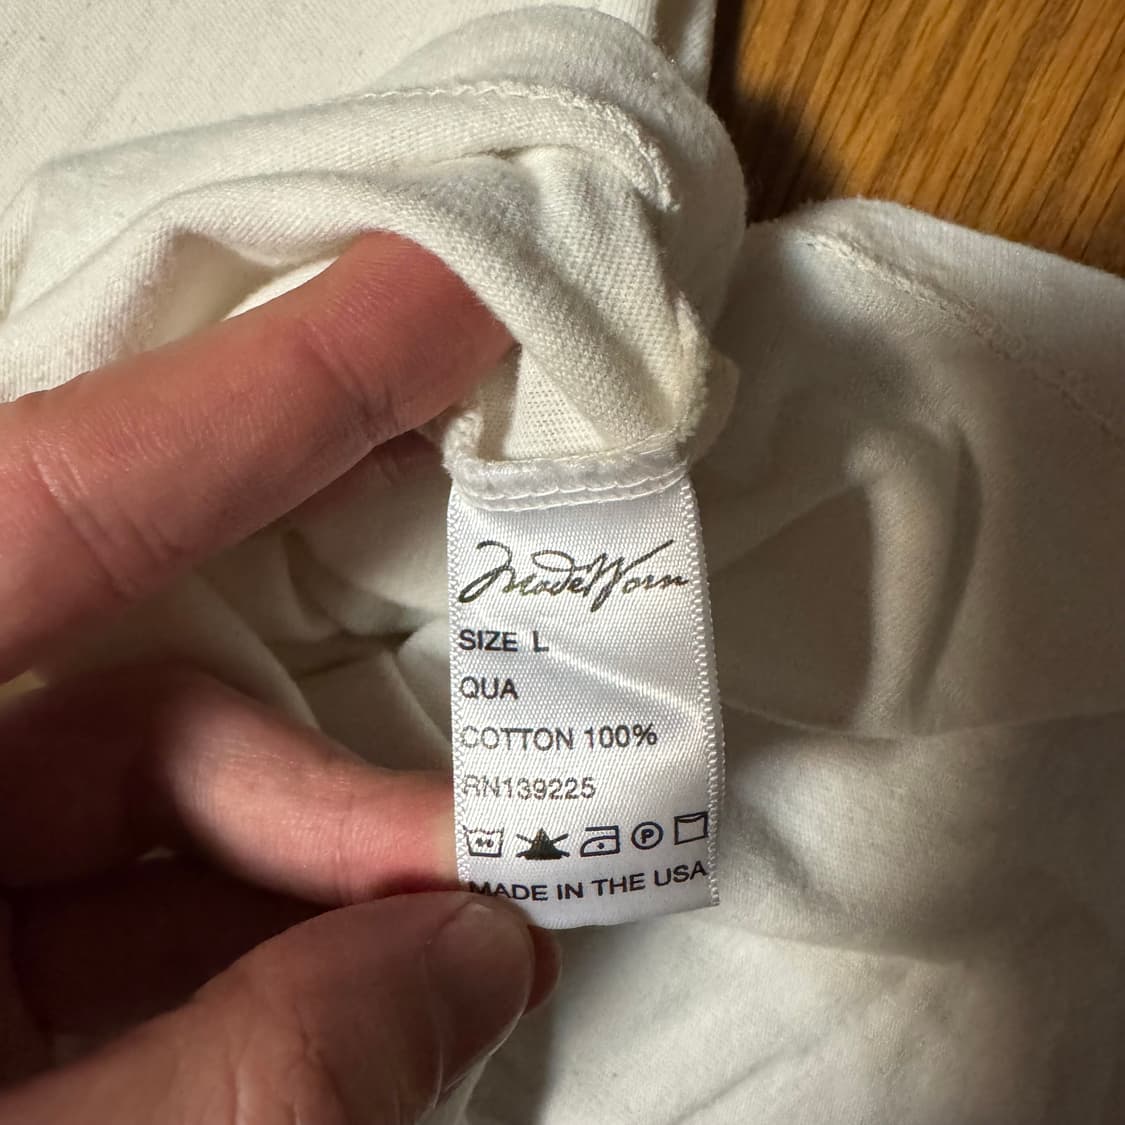 MadeWorn
SIZE L
QUA
COTTON 100%
RN139225
P
MADE IN THE USA